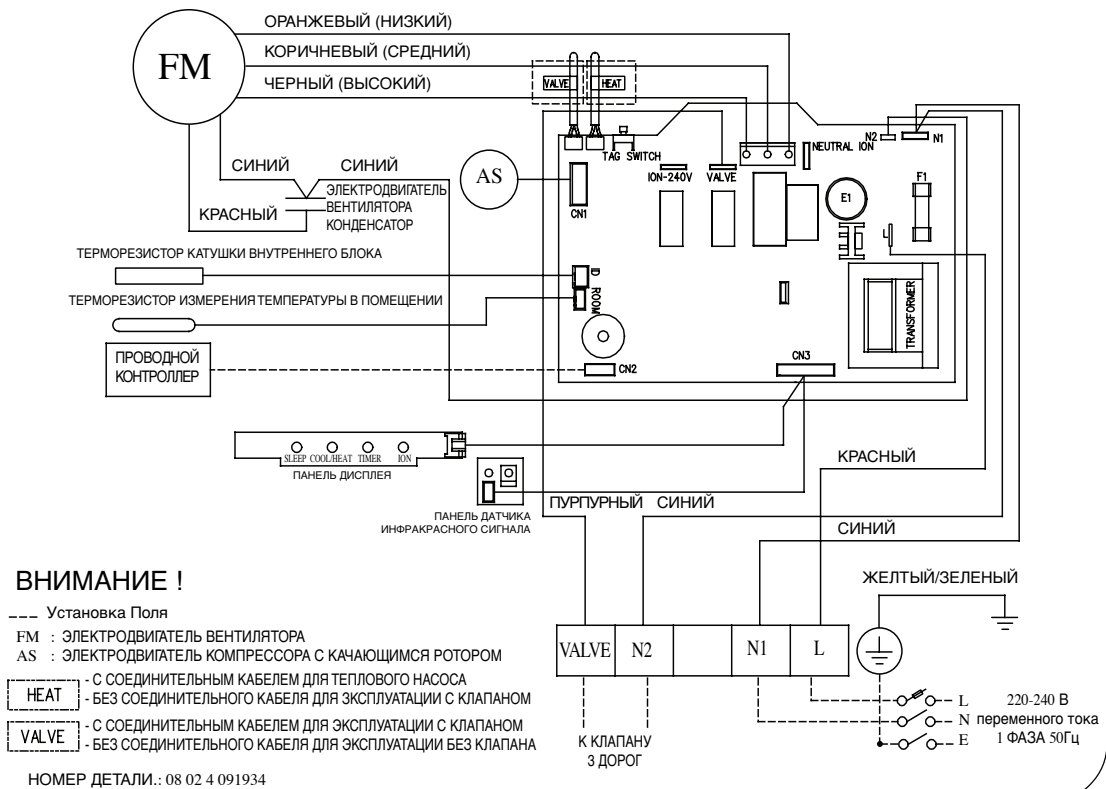 ОРАНЖЕВЫЙ (НИЗКИЙ)
КОРИЧНЕВЫЙ (СРЕДНИЙ)
ЧЕРНЫЙ (ВЫСОКИЙ)
FM
VALVE
HEAT
TAG SWITCH
ION-240V
VALVE
NEUTRAL ION
N2
N1
F1
E1
L
СИНИЙ
СИНИЙ
КРАСНЫЙ
ЭЛЕКТРОДВИГАТЕЛЬ
ВЕНТИЛЯТОРА
КОНДЕНСАТОР
AS
CN1
ТЕРМОРЕЗИСТОР КАТУШКИ ВНУТРЕННЕГО БЛОКА
ID
ROOM
ТЕРМОРЕЗИСТОР ИЗМЕРЕНИЯ ТЕМПЕРАТУРЫ В ПОМЕЩЕНИИ
TRANSFORMER
ПРОВОДНОЙ
КОНТРОЛЛЕР
CN2
CN3
SLEEP COOL/HEAT TIMER ION
ПАНЕЛЬ ДИСПЛЕЯ
ПАНЕЛЬ ДАТЧИКА
ИНФРАКРАСНОГО СИГНАЛА
КРАСНЫЙ
ПУРПУРНЫЙ
СИНИЙ
СИНИЙ
ЖЕЛТЫЙ/ЗЕЛЕНЫЙ
VALVE
N2
N1
L
К КЛАПАНУ
3 ДОРОГ
L
N
E
220-240 В
переменного тока
1 ФАЗА 50Гц
ВНИМАНИЕ !
--- Установка Поля
FM : ЭЛЕКТРОДВИГАТЕЛЬ ВЕНТИЛЯТОРА
AS : ЭЛЕКТРОДВИГАТЕЛЬ КОМПРЕССОРА С КАЧАЮЩИМСЯ РОТОРОМ
HEAT
- С СОЕДИНИТЕЛЬНЫМ КАБЕЛЕМ ДЛЯ ТЕПЛОВОГО НАСОСА
- БЕЗ СОЕДИНИТЕЛЬНОГО КАБЕЛЯ ДЛЯ ЗКСПЛУАТАЦИИ С КЛАПАНОМ
VALVE
- С СОЕДИНИТЕЛЬНЫМ КАБЕЛЕМ ДЛЯ ЭКСПЛУАТАЦИИ С КЛАПАНОМ
- БЕЗ СОЕДИНИТЕЛЬНОГО КАБЕЛЯ ДЛЯ ЭКСПЛУАТАЦИИ БЕЗ КЛАПАНА
НОМЕР ДЕТАЛИ.: 08 02 4 091934